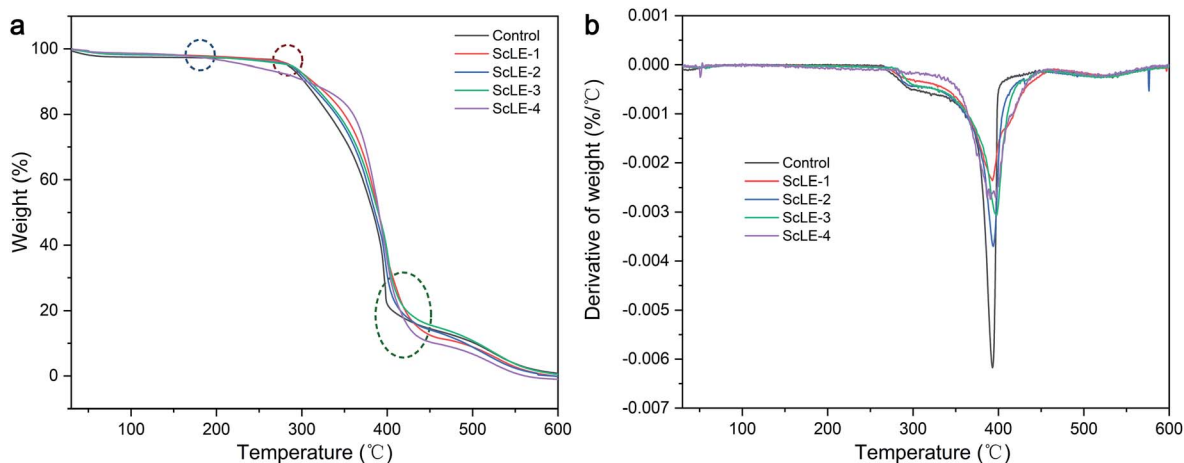 a
Weight (%)
100
80
60
40
20
0
Control
ScLE-1
ScLE-2
ScLE-3
ScLE-4
100 200 300 400 500 600
Temperature (℃)
b
Derivative of weight (%/℃)
0.001
0.000
-0.001
-0.002
-0.003
-0.004
-0.005
-0.006
-0.007
Control
ScLE-1
ScLE-2
ScLE-3
ScLE-4
100 200 300 400 500 600
Temperature (℃)